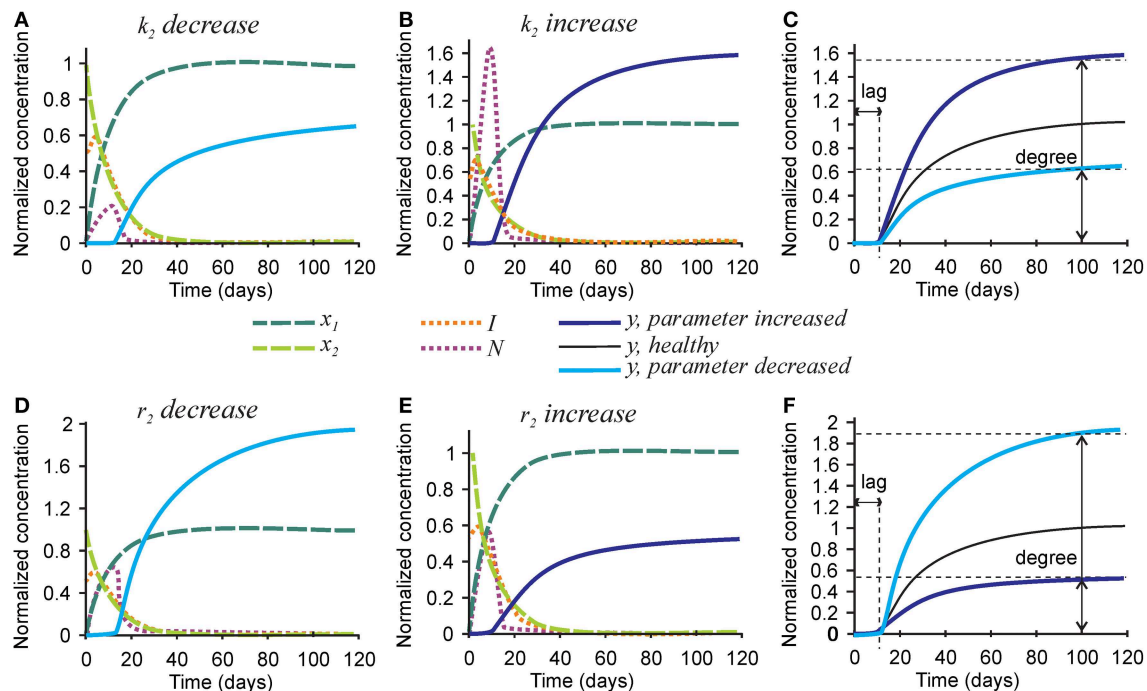 A
k2 decrease
Normalized concentration
1
0.8
0.6
0.4
0.2
0
0 20 40 60 80 100 120
Time (days)
B
k2 increase
Normalized concentration
1.6
1.4
1.2
1
0.8
0.6
0.4
0.2
0
0 20 40 60 80 100 120
Time (days)
C
Normalized concentration
1.6
1.4
1.2
1
0.8
0.6
0.4
0.2
0
lag
degree
0 20 40 60 80 100 120
Time (days)
x1
x2
I
N
y, parameter increased
y, healthy
y, parameter decreased
D
r2 decrease
Normalized concentration
2
1.6
1.2
0.8
0.4
0
0 20 40 60 80 100 120
Time (days)
E
r2 increase
Normalized concentration
1
0.8
0.6
0.4
0.2
0
0 20 40 60 80 100 120
Time (days)
F
Normalized concentration
2
1.8
1.6
1.4
1.2
1
0.8
0.6
0.4
0.2
0
lag
degree
0 20 40 60 80 100 120
Time (days)